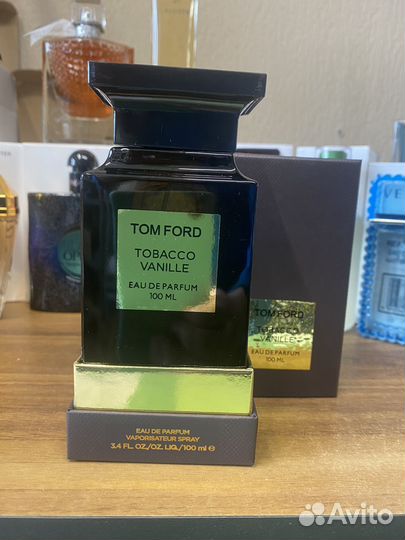 TOM FORD
TOBACCO
VANILLE
EAU DE PARFUM
100 ML
TOM FORD
TOBACCO
VANILLE
EAU DE PARFUM
100 ML
EAU DE PARFUM
VAPORISATEUR SPRAY
3.4 FL. OZ./OZ. LIQ./100 ml e
Avito